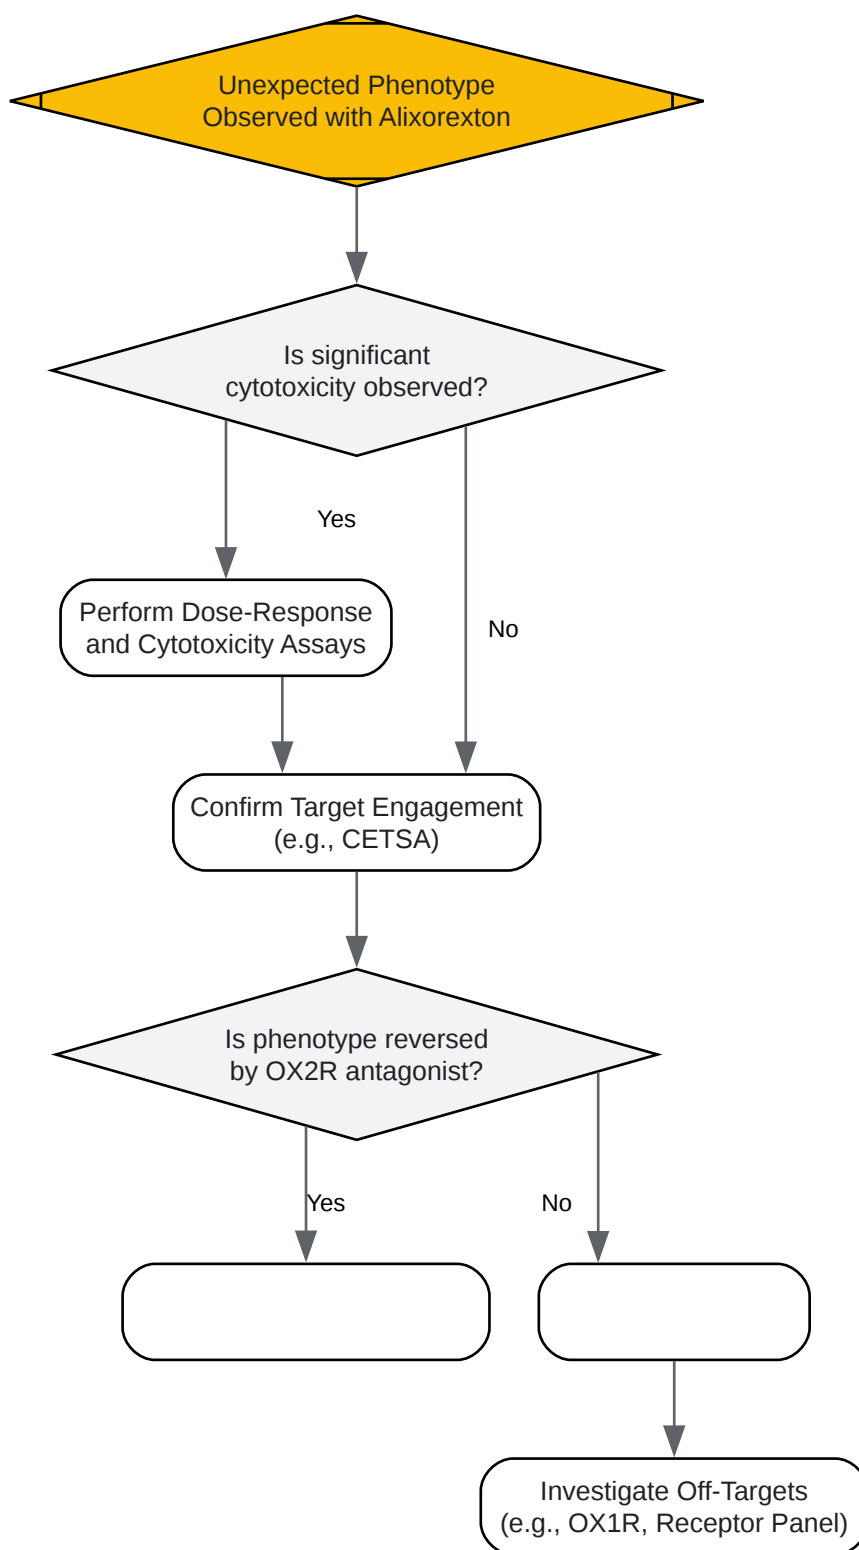 Unexpected Phenotype
Observed with Alixorexton
Is significant
cytotoxicity observed?
Yes
Perform Dose-Response
and Cytotoxicity Assays
No
Confirm Target Engagement
(e.g., CETSA)
Is phenotype reversed
by OX2R antagonist?
Yes
No
Investigate Off-Targets
(e.g., OX1R, Receptor Panel)